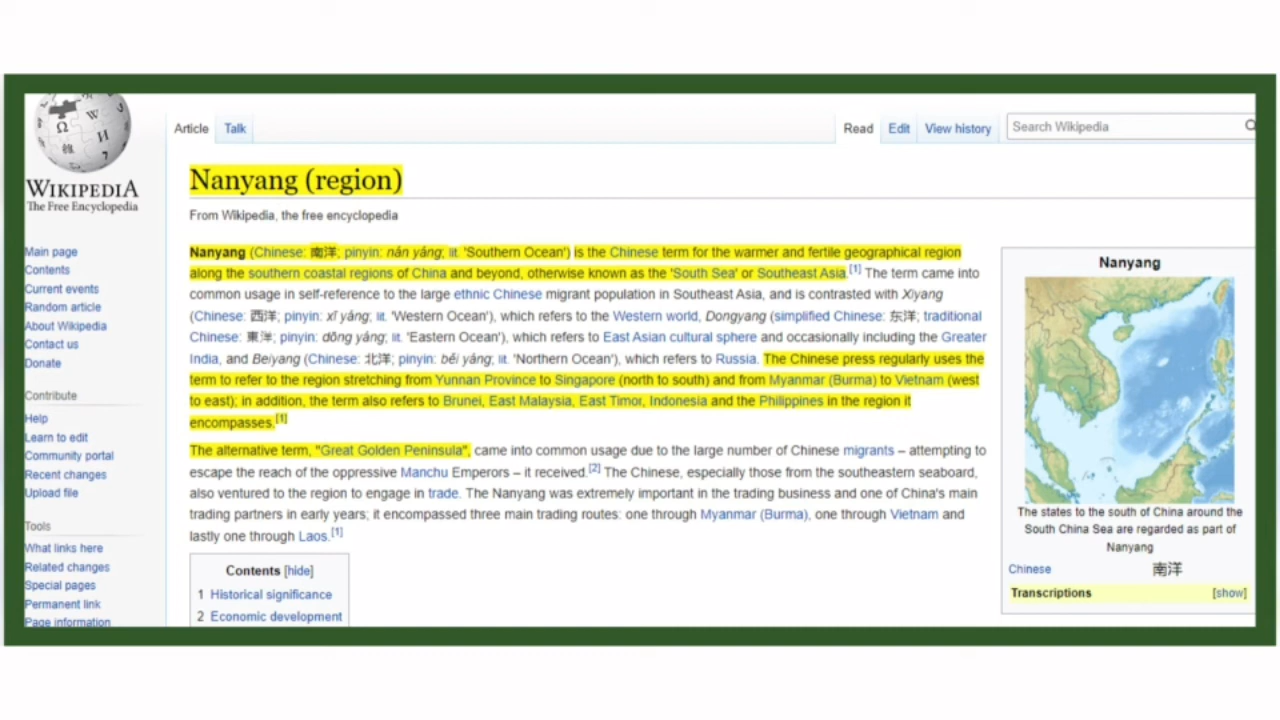 WIKIPEDIA
The Free Encyclopedia
Main page
Contents
Current events
Random article
About Wikipedia
Contact us
Donate
Contribute
Help
Learn to edit
Community portal
Recent changes
Upload file
Tools
What links here
Related changes
Special pages
Permanent link
Page information
Article Talk
Read Edit View history Search Wikipedia
Nanyang (region)
From Wikipedia, the free encyclopedia
Nanyang (Chinese: 南洋; pinyin: nán yáng; lit. 'Southern Ocean') is the Chinese term for the warmer and fertile geographical region
along the southern coastal regions of China and beyond, otherwise known as the 'South Sea' or Southeast Asia.[1] The term came into
common usage in self-reference to the large ethnic Chinese migrant population in Southeast Asia, and is contrasted with Xiyang
(Chinese: 西洋; pinyin: xī yáng; lit. 'Western Ocean'), which refers to the Western world, Dongyang (simplified Chinese: 东洋; traditional
Chinese: 東洋; pinyin: dōng yáng; lit. 'Eastern Ocean'), which refers to East Asian cultural sphere and occasionally including the Greater
India, and Beiyang (Chinese: 北洋; pinyin: běi yáng; lit. 'Northern Ocean'), which refers to Russia. The Chinese press regularly uses the
term to refer to the region stretching from Yunnan Province to Singapore (north to south) and from Myanmar (Burma) to Vietnam (west
to east); in addition, the term also refers to Brunei, East Malaysia, East Timor, Indonesia and the Philippines in the region it
encompasses.[1]
The alternative term, "Great Golden Peninsula", came into common usage due to the large number of Chinese migrants – attempting to
escape the reach of the oppressive Manchu Emperors – it received.[2] The Chinese, especially those from the southeastern seaboard,
also ventured to the region to engage in trade. The Nanyang was extremely important in the trading business and one of China's main
trading partners in early years; it encompassed three main trading routes: one through Myanmar (Burma), one through Vietnam and
lastly one through Laos.[1]
Contents [hide]
1 Historical significance
2 Economic development
Nanyang
The states to the south of China around the
South China Sea are regarded as part of
Nanyang
Chinese 南洋
Transcriptions [show]